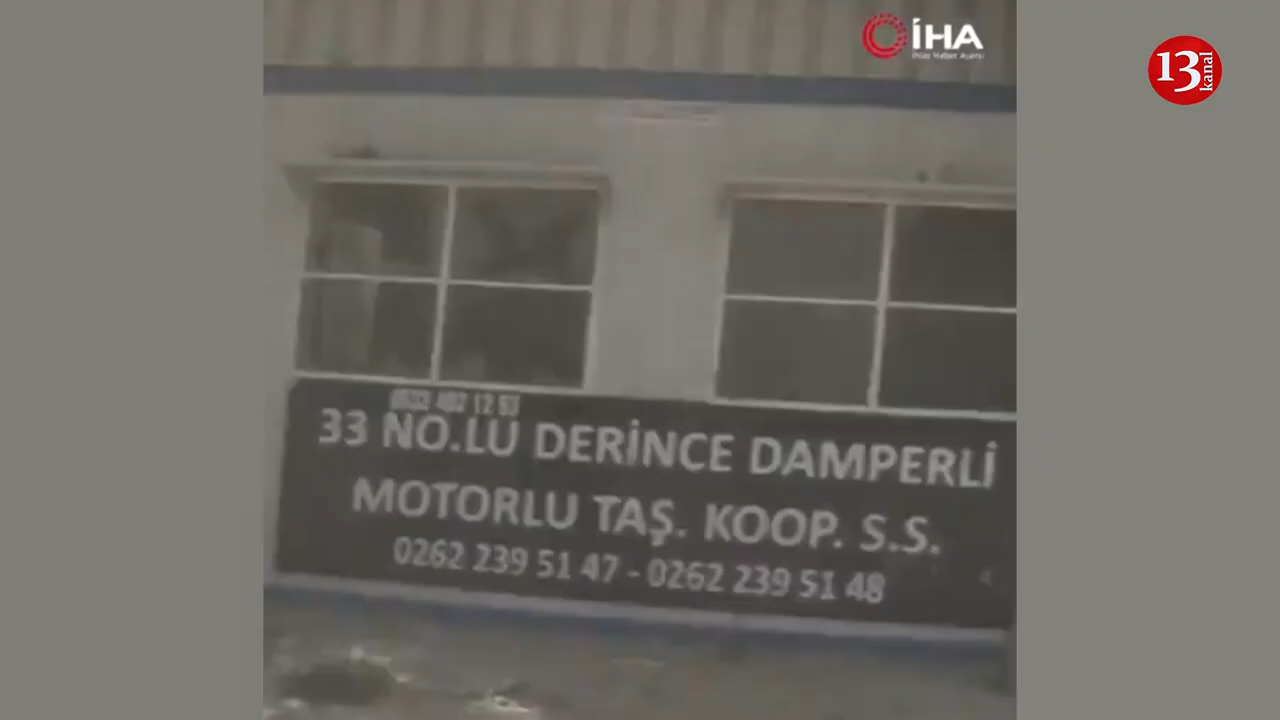 İHA
13 kanal
33 NO.LU DERİNCE DAMPERLİ
MOTORLU TAŞ. KOOP. S.S.
0262 239 51 47 - 0262 239 51 48